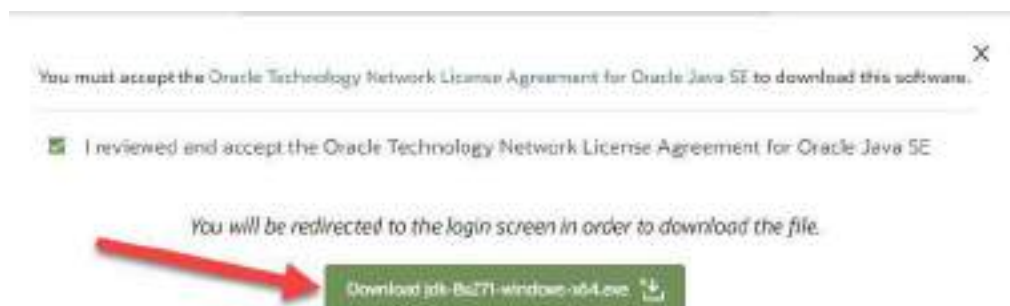 You must accept the Oracle Technology Network License Agreement for Oracle Java SE to download this software.
I reviewed and accept the Oracle Technology Network License Agreement for Oracle Java SE
You will be redirected to the login screen in order to download the file.
Download jdk-8u271-windows-x64.exe